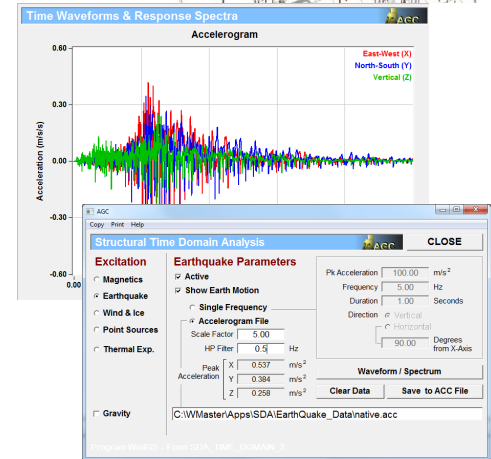 Time Waveforms & Response Spectra
AGC
Accelerogram
0.60
East-West (X)
North-South (Y)
Vertical (Z)
0.30
Acceleration (m/s/s)
0.00
-0.30
-0.60
0.00
AGC
Copy Print Help
Structural Time Domain Analysis
AGC
CLOSE
Excitation
Magnetics
Earthquake
Wind & Ice
Point Sources
Thermal Exp.
Gravity
Earthquake Parameters
Active
Show Earth Motion
Single Frequency
Accelerogram File
Scale Factor 5.00
HP Filter 0.5 Hz
Peak Acceleration
X 0.537 m/s²
Y 0.384 m/s²
Z 0.258 m/s²
Pk Acceleration 100.00 m/s²
Frequency 5.00 Hz
Duration 1.00 Seconds
Direction Vertical
Horizontal
90.00 Degrees from X-Axis
Waveform / Spectrum
Clear Data Save to ACC File
C:\WMaster\Apps\SDA\EarthQuake_Data\native.acc